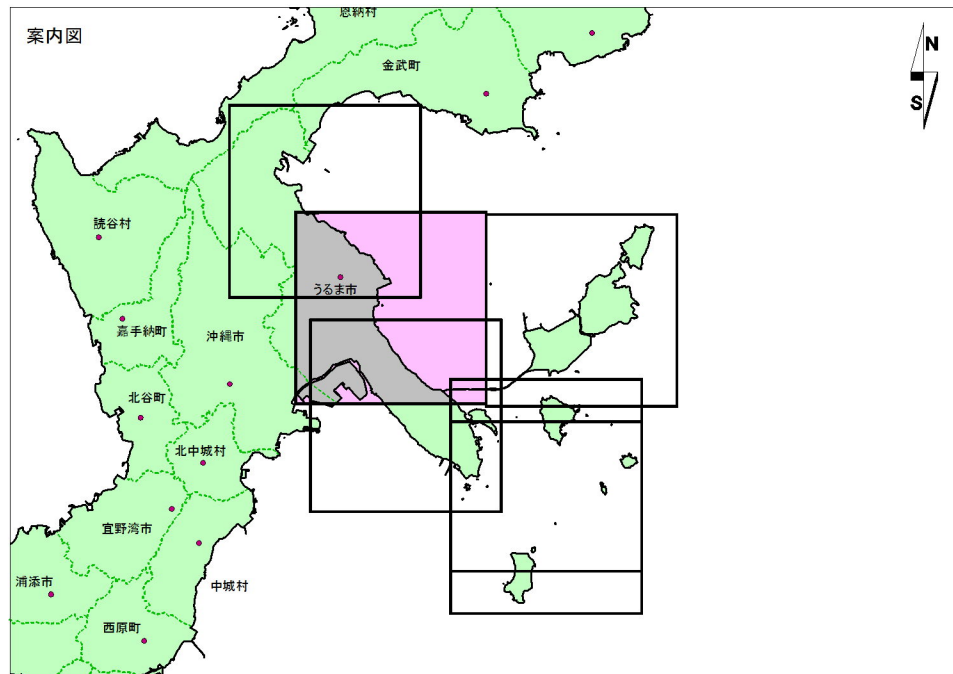 案内図
恩納村
金武町
N
S
読谷村
うるま市
嘉手納町
沖縄市
北谷町
北中城村
宜野湾市
浦添市
中城村
西原町